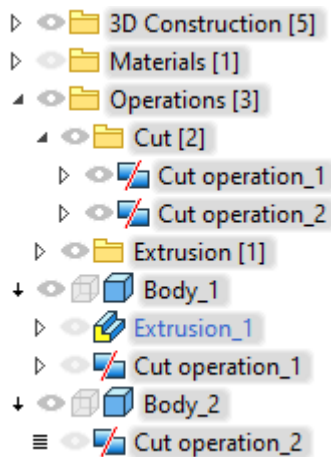 3D Construction [5]
Materials [1]
Operations [3]
Cut [2]
Cut operation_1
Cut operation_2
Extrusion [1]
Body_1
Extrusion_1
Cut operation_1
Body_2
Cut operation_2